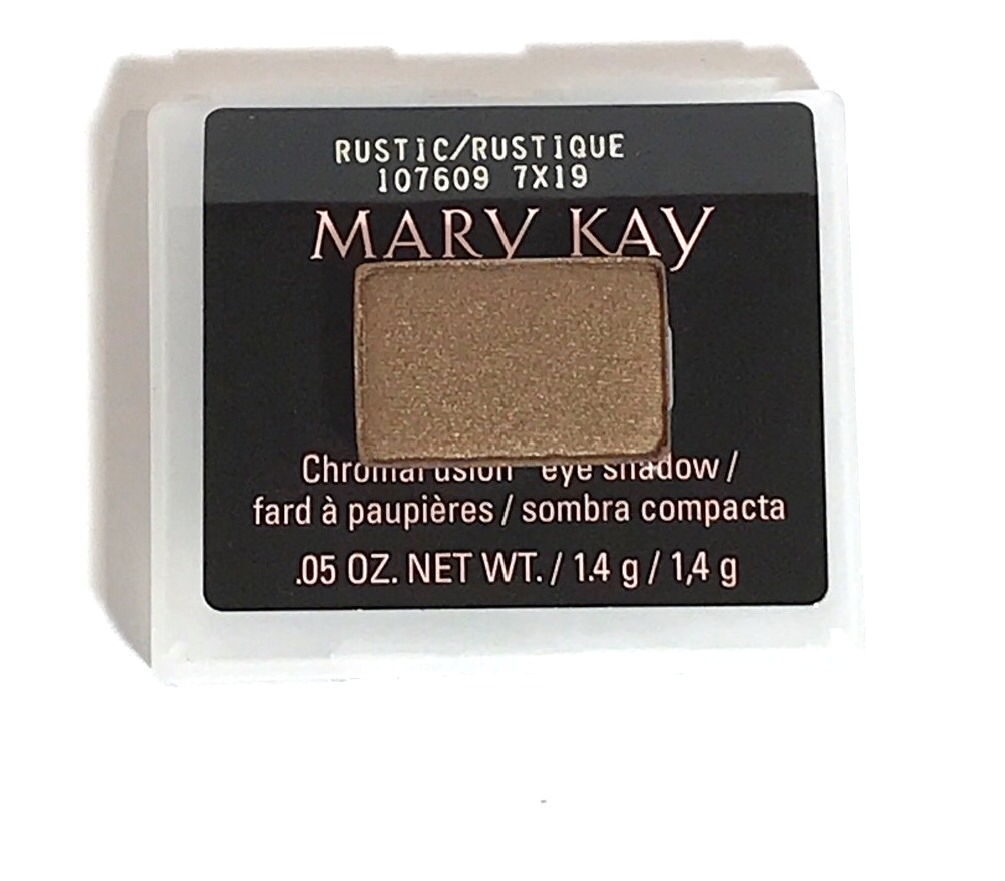 RUSTIC/RUSTIQUE
107609 7X19
MARY KAY
ChromaFusion eye shadow /
fard à paupières / sombra compacta
.05 OZ. NET WT. / 1.4 g / 1,4 g